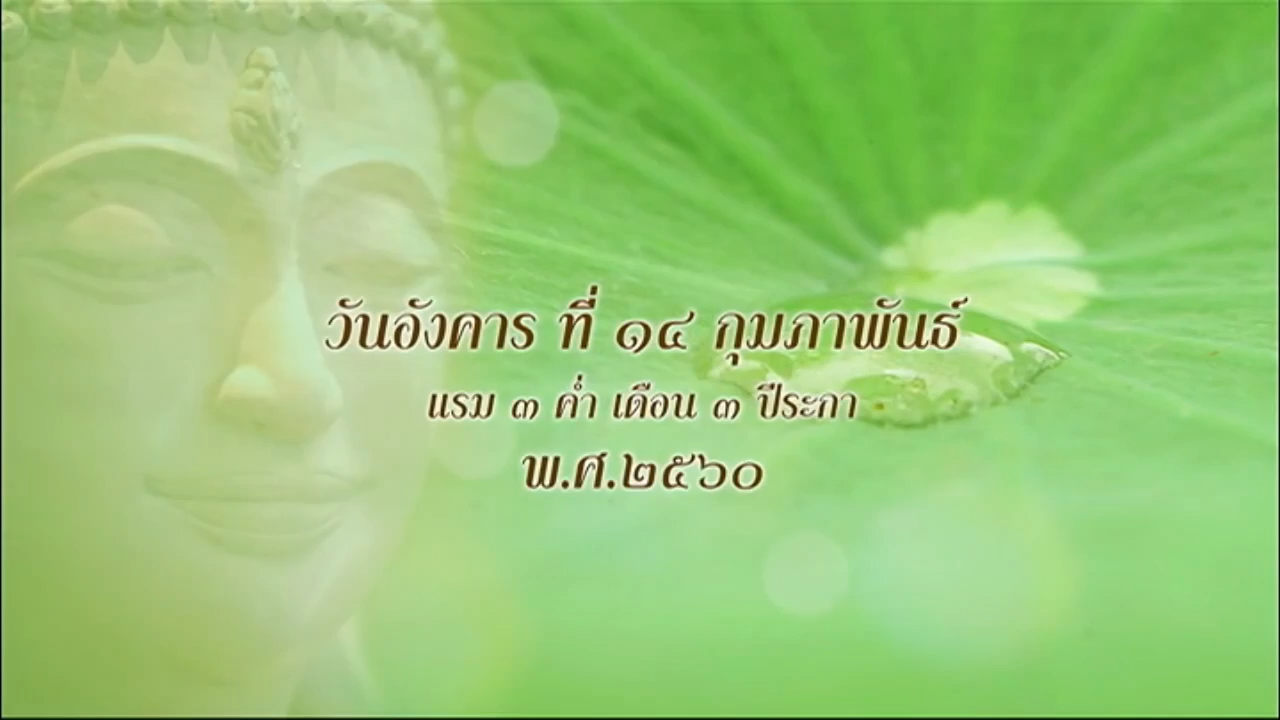 วันอังคาร ที่ ๑๔ กุมภาพันธ์
แรม ๓ ค่ำ เดือน ๓ ปีระกา
พ.ศ.๒๕๖๐